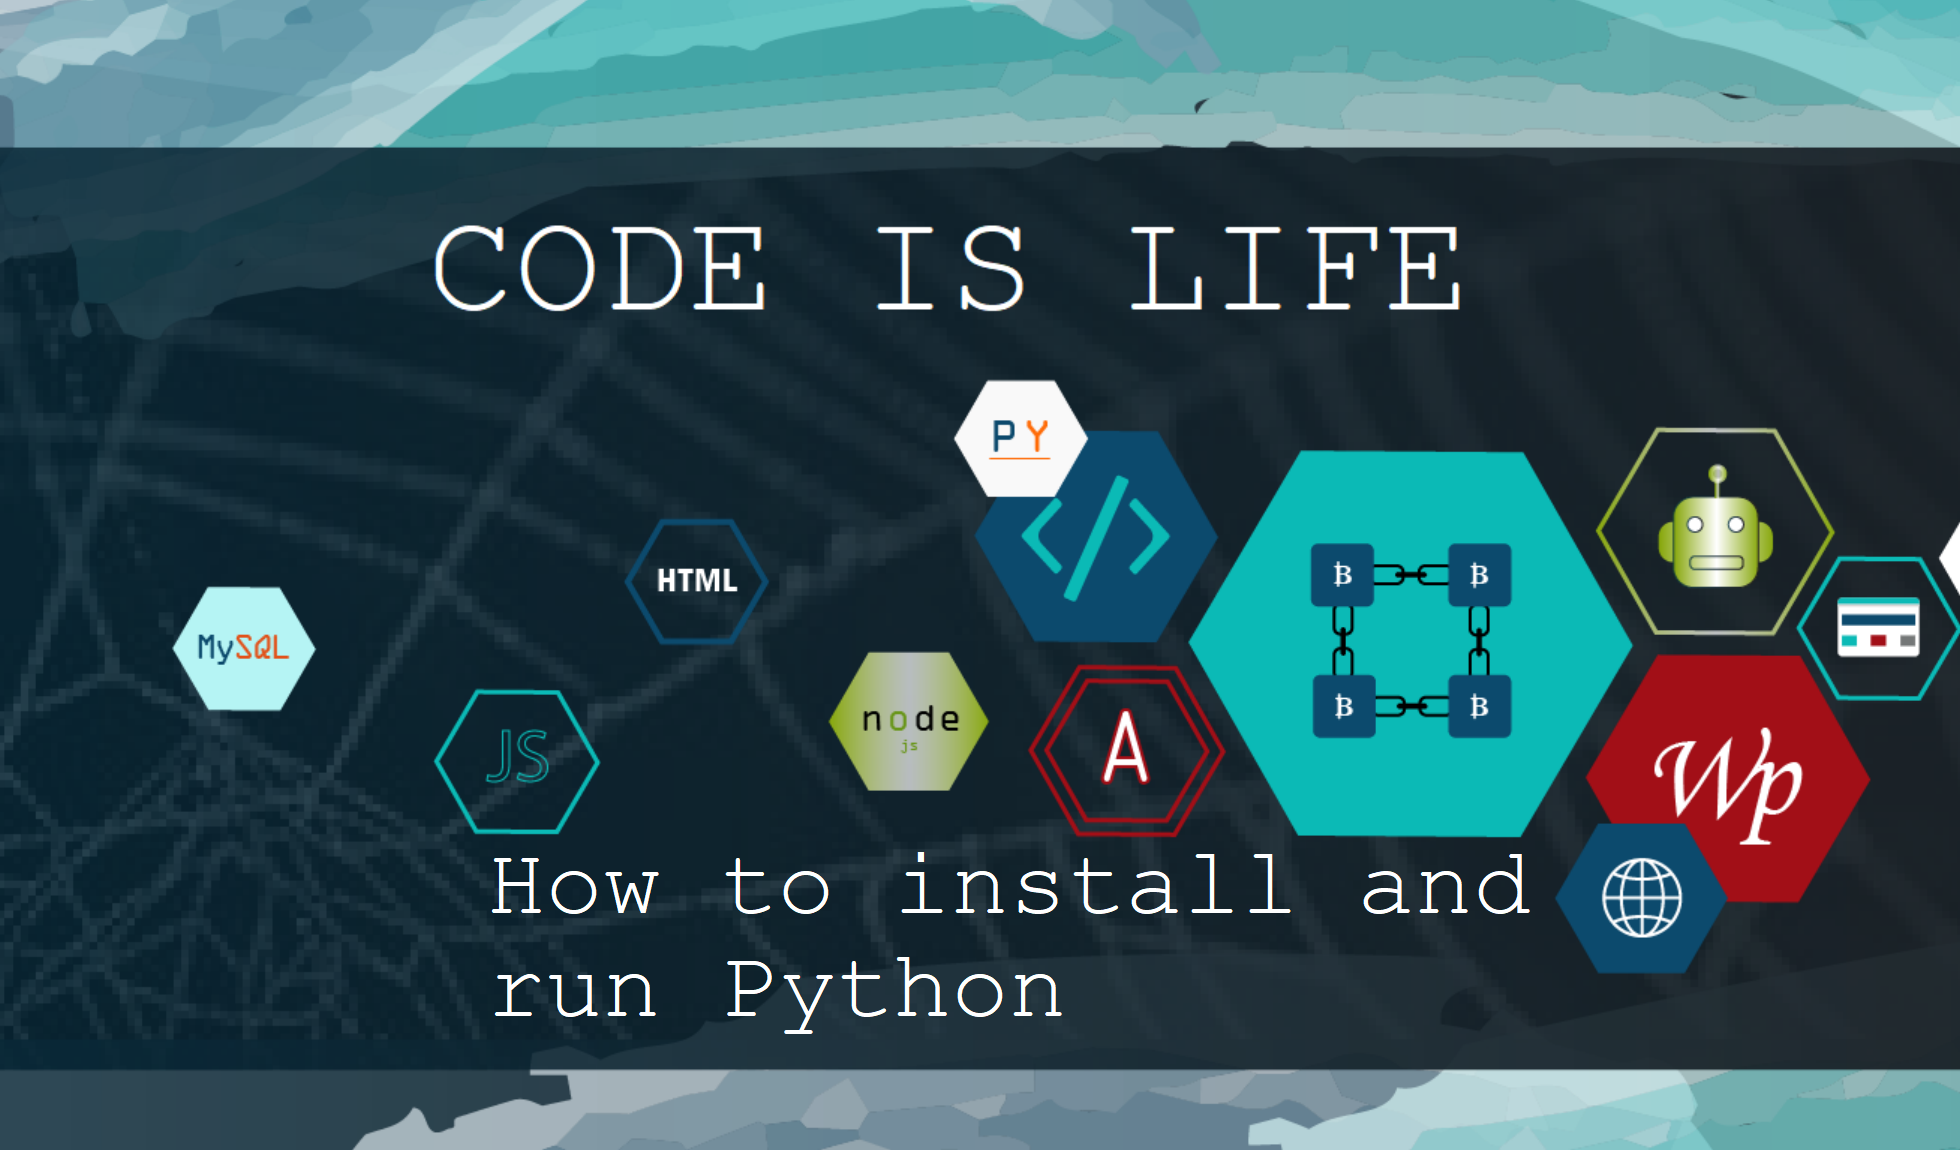 CODE IS LIFE
PY
HTML
MySQL
JS
node
js
A
B B
B B
Wp
How to install and
run Python